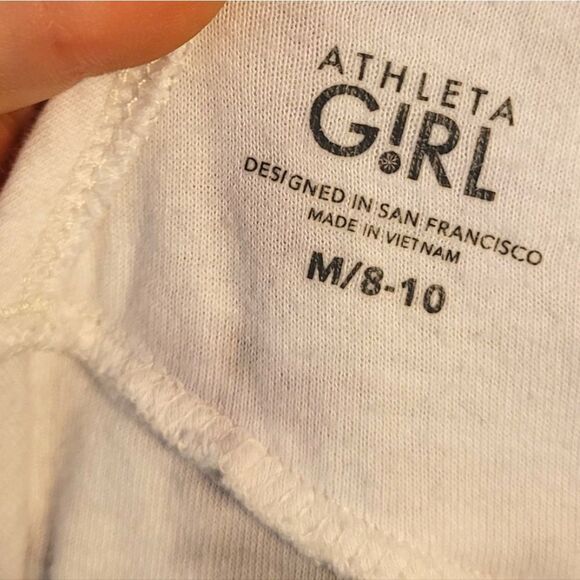 ATHLETA
G!RL
DESIGNED IN SAN FRANCISCO
MADE IN VIETNAM
M/8-10